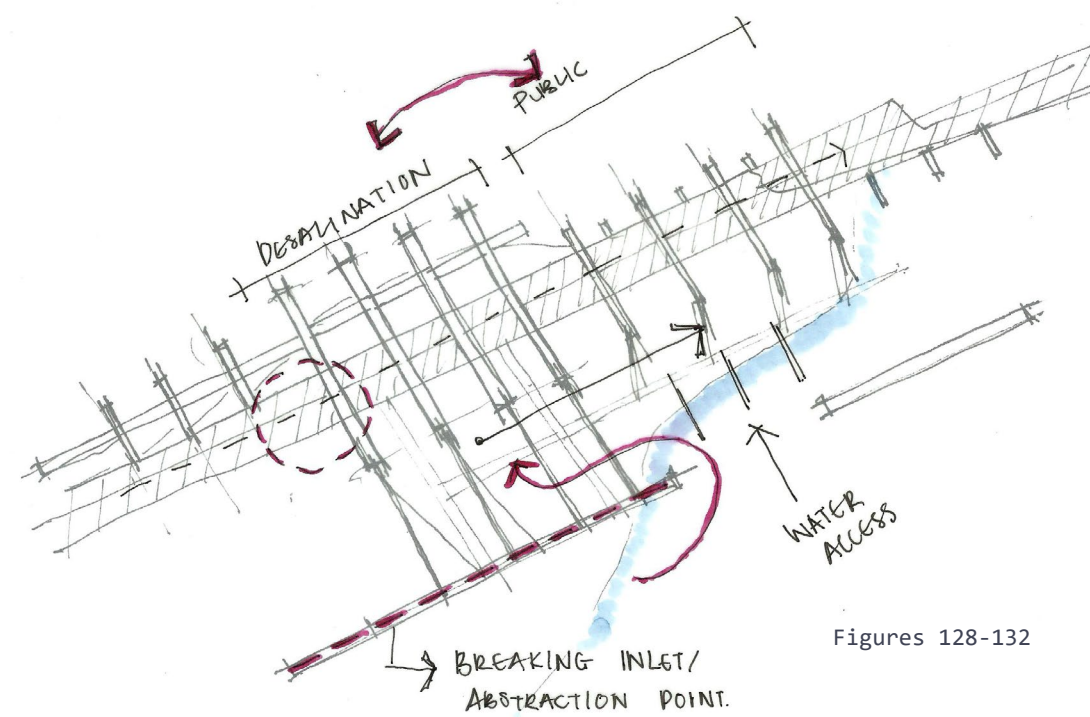 PUBLIC
DESALINATION
WATER
ACCESS
Figures 128-132
BREAKING INLET/
ABSTRACTION POINT.